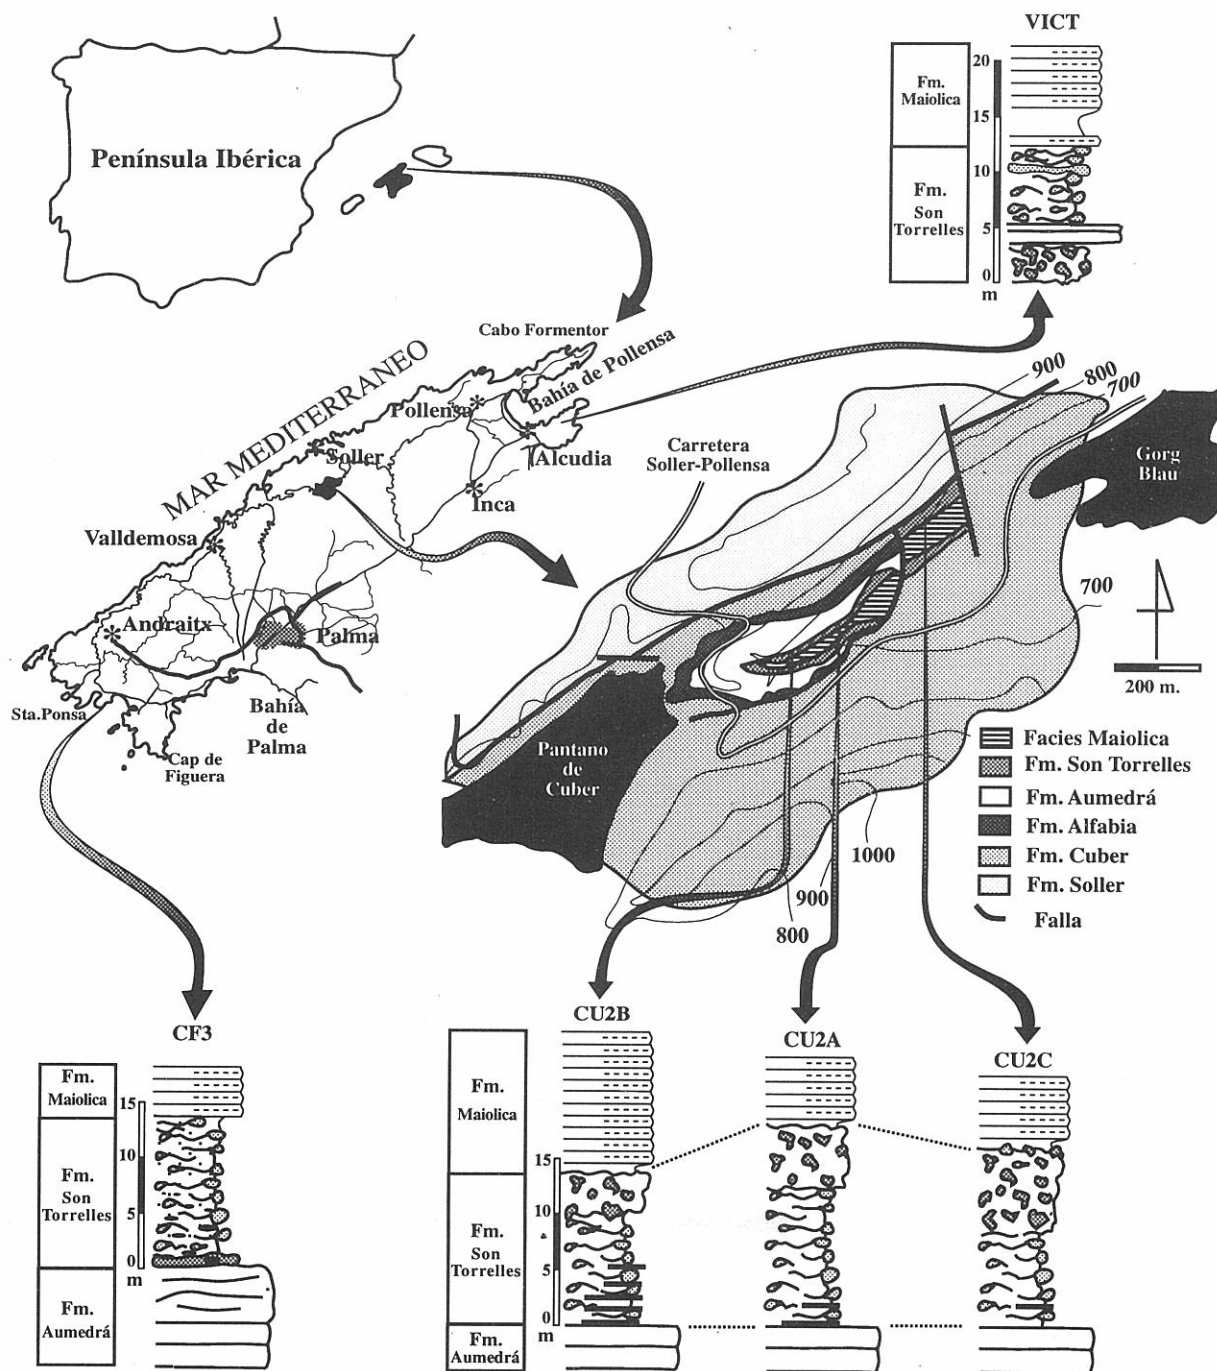 VICT
20
15
10
5
0
m
Fm.
Maiolica
Fm.
Son
Torrelles
Península Ibérica
Cabo Formentor
Bahía de Pollensa
MAR MEDITERRANEO
Pollensa
Soller
Alcudia
Inca
Valldemosa
Andraitx
Palma
Sta.Ponsa
Bahía
de
Palma
Cap de
Figuera
Carretera
Soller-Pollensa
900
800
700
Gorg
Blau
700
200 m.
Pantano
de
Cuber
1000
900
800
Facies Maiolica
Fm. Son Torrelles
Fm. Aumedrá
Fm. Alfabia
Fm. Cuber
Fm. Soller
Falla
CF3
Fm.
Maiolica
15
10
5
0
m
Fm.
Son
Torrelles
Fm.
Aumedrá
CU2B
Fm.
Maiolica
15
10
5
0
m
Fm.
Son
Torrelles
Fm.
Aumedrá
CU2A
CU2C